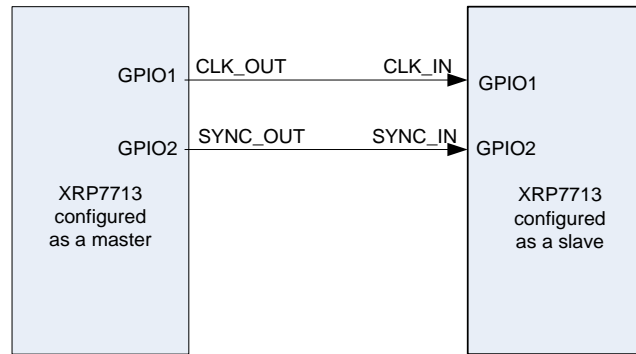 GPIO1 CLK_OUT CLK_IN GPIO1
GPIO2 SYNC_OUT SYNC_IN GPIO2
XRP7713
configured
as a master
XRP7713
configured
as a slave